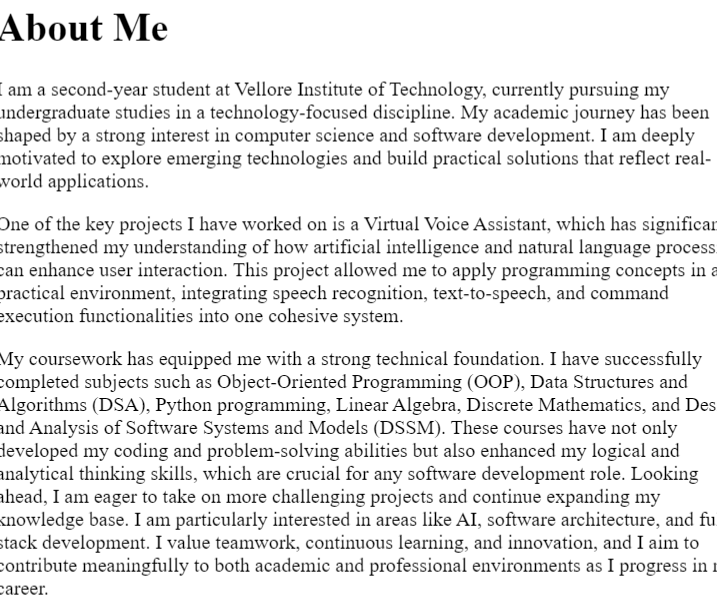 About Me
I am a second-year student at Vellore Institute of Technology, currently pursuing my
undergraduate studies in a technology-focused discipline. My academic journey has been
shaped by a strong interest in computer science and software development. I am deeply
motivated to explore emerging technologies and build practical solutions that reflect real-
world applications.
One of the key projects I have worked on is a Virtual Voice Assistant, which has significan
strengthened my understanding of how artificial intelligence and natural language process
can enhance user interaction. This project allowed me to apply programming concepts in a
practical environment, integrating speech recognition, text-to-speech, and command
execution functionalities into one cohesive system.
My coursework has equipped me with a strong technical foundation. I have successfully
completed subjects such as Object-Oriented Programming (OOP), Data Structures and
Algorithms (DSA), Python programming, Linear Algebra, Discrete Mathematics, and Des
and Analysis of Software Systems and Models (DSSM). These courses have not only
developed my coding and problem-solving abilities but also enhanced my logical and
analytical thinking skills, which are crucial for any software development role. Looking
ahead, I am eager to take on more challenging projects and continue expanding my
knowledge base. I am particularly interested in areas like AI, software architecture, and fu
stack development. I value teamwork, continuous learning, and innovation, and I aim to
contribute meaningfully to both academic and professional environments as I progress in
career.